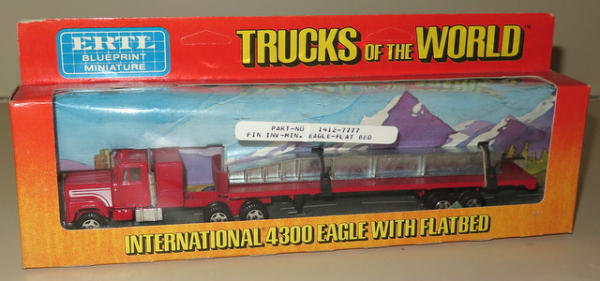 ERTL
BLUEPRINT
MINIATURE
TRUCKS OF THE WORLD™
PART-NO 1412-7777
FIN INV-MIN. EAGLE-FLAT BED
INTERNATIONAL 4300 EAGLE WITH FLATBED